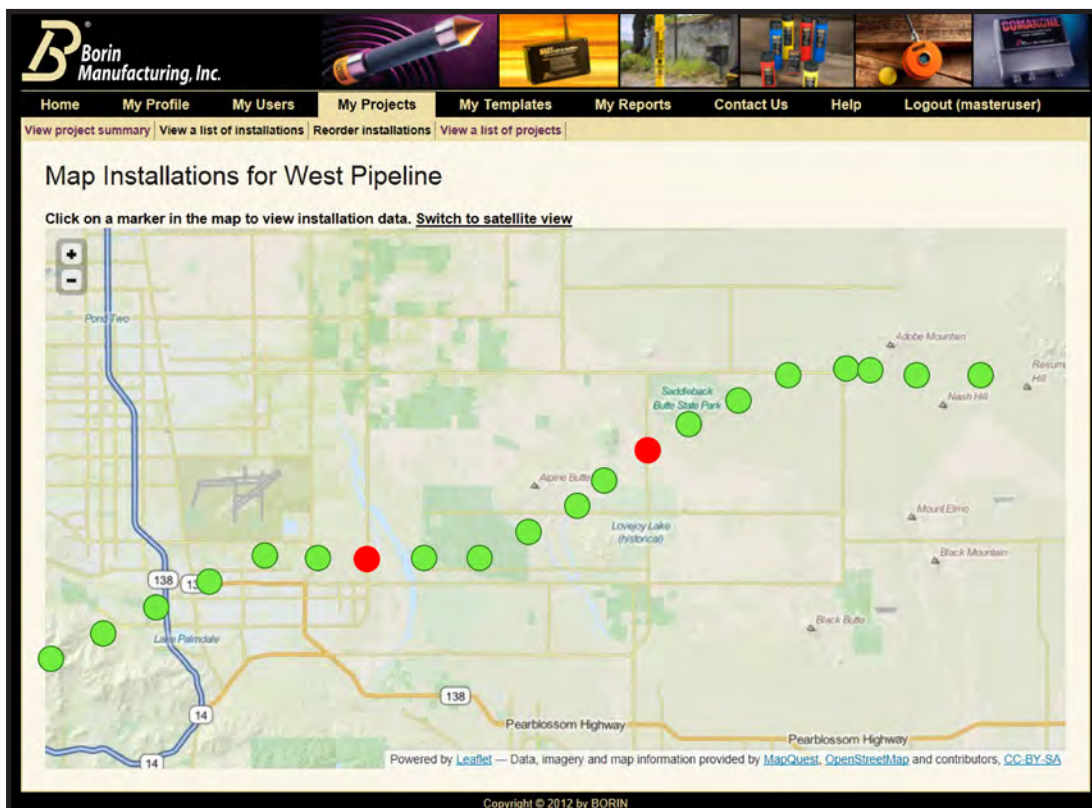 B®
Borin
Manufacturing, Inc.
COMANCHE
Home My Profile My Users My Projects My Templates My Reports Contact Us Help Logout (masteruser)
View project summary View a list of installations Reorder installations View a list of projects
Map Installations for West Pipeline
Click on a marker in the map to view installation data. Switch to satellite view
+
−
Pond Two
Adobe Mountain
Resurre
Hill
Saddleback
Butte State Park
Nash Hill
Alpine Butte
Mount Elmo
Lovejoy Lake
(historical)
Black Mountain
138
Black Butte
Lake Palmdale
138
14
Pearblossom Highway
Pearblossom Highway
14
Powered by Leaflet — Data, imagery and map information provided by MapQuest, OpenStreetMap and contributors, CC-BY-SA
Copyright © 2012 by BORIN